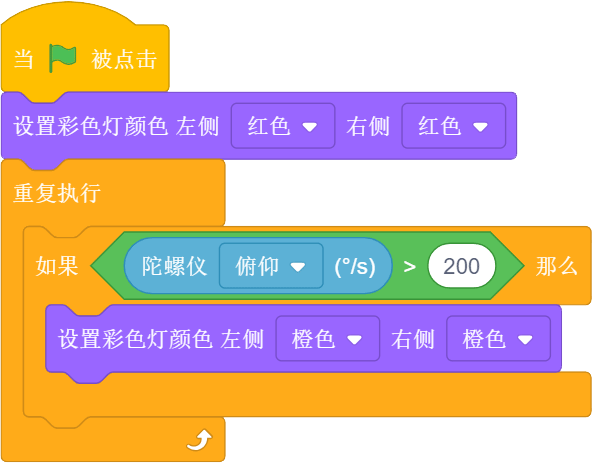 当 被点击
设置彩色灯颜色 左侧 红色 右侧 红色
重复执行
如果 陀螺仪 俯仰 (°/s) > 200 那么
设置彩色灯颜色 左侧 橙色 右侧 橙色